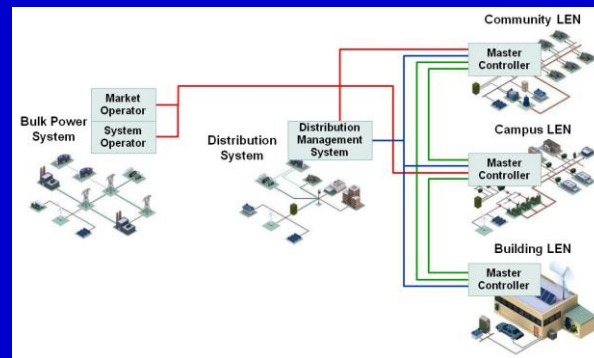 Community LEN
Master
Controller
Market
Operator
Bulk Power
System
System
Operator
Distribution
System
Distribution
Management
System
Campus LEN
Master
Controller
Building LEN
Master
Controller